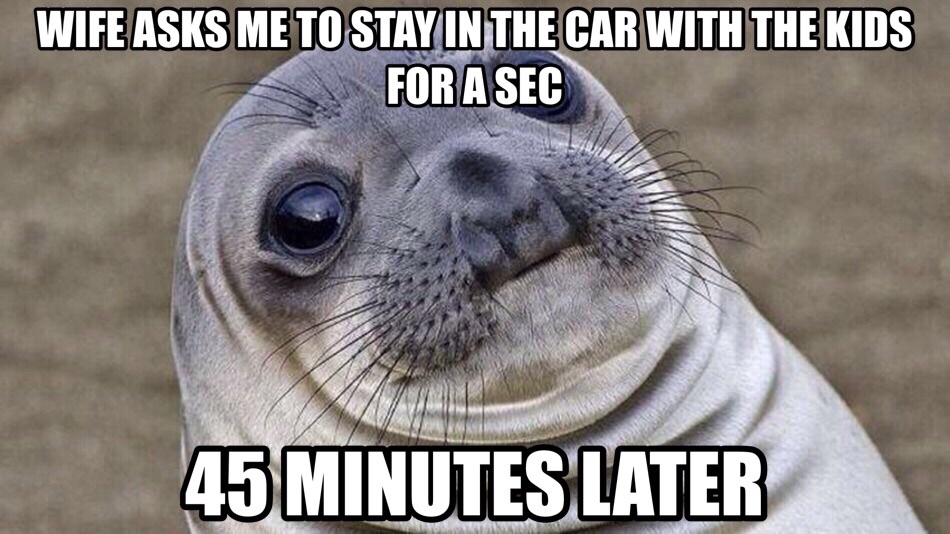 WIFE ASKS ME TO STAY IN THE CAR WITH THE KIDS
FOR A SEC
45 MINUTES LATER